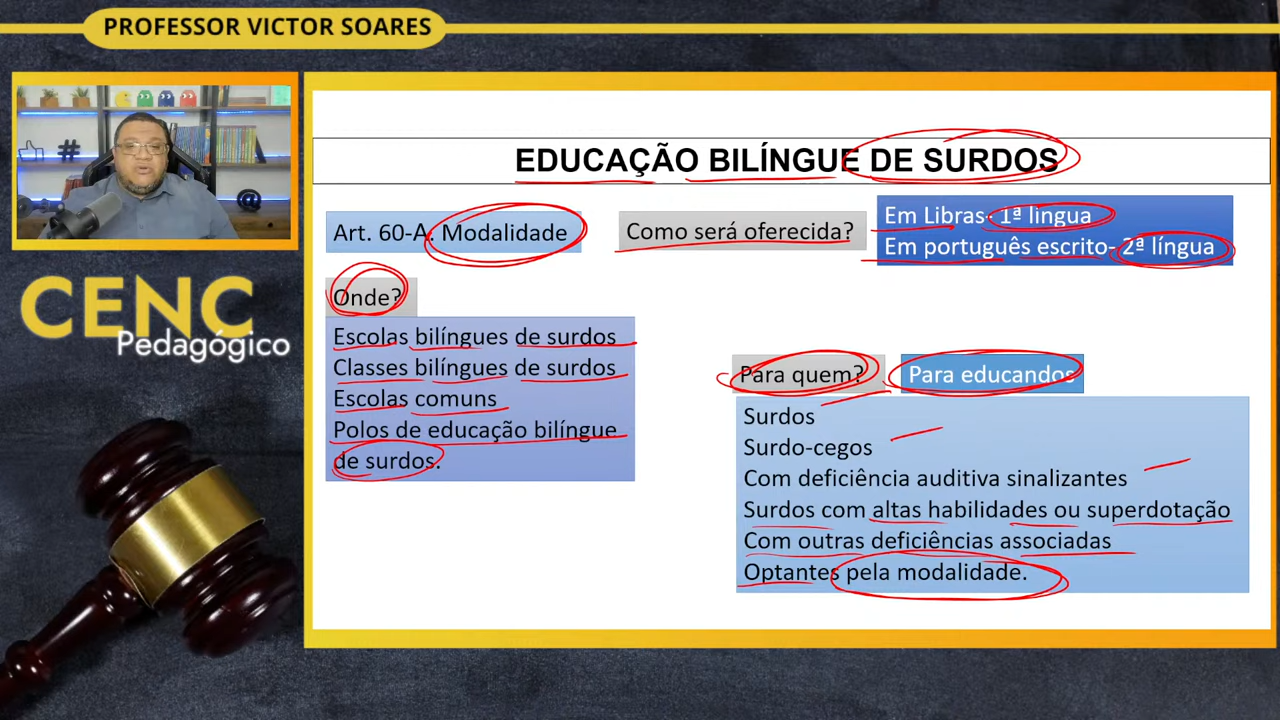 PROFESSOR VICTOR SOARES
CENC
Pedagógico
EDUCAÇÃO BILÍNGUE DE SURDOS
Art. 60-A. Modalidade
Como será oferecida?
Em Libras- 1ª lingua
Em português escrito- 2ª língua
Onde?
Escolas bilíngues de surdos
Classes bilíngues de surdos
Escolas comuns
Polos de educação bilíngue
de surdos.
Para quem?
Para educandos
Surdos
Surdo-cegos
Com deficiência auditiva sinalizantes
Surdos com altas habilidades ou superdotação
Com outras deficiências associadas
Optantes pela modalidade.